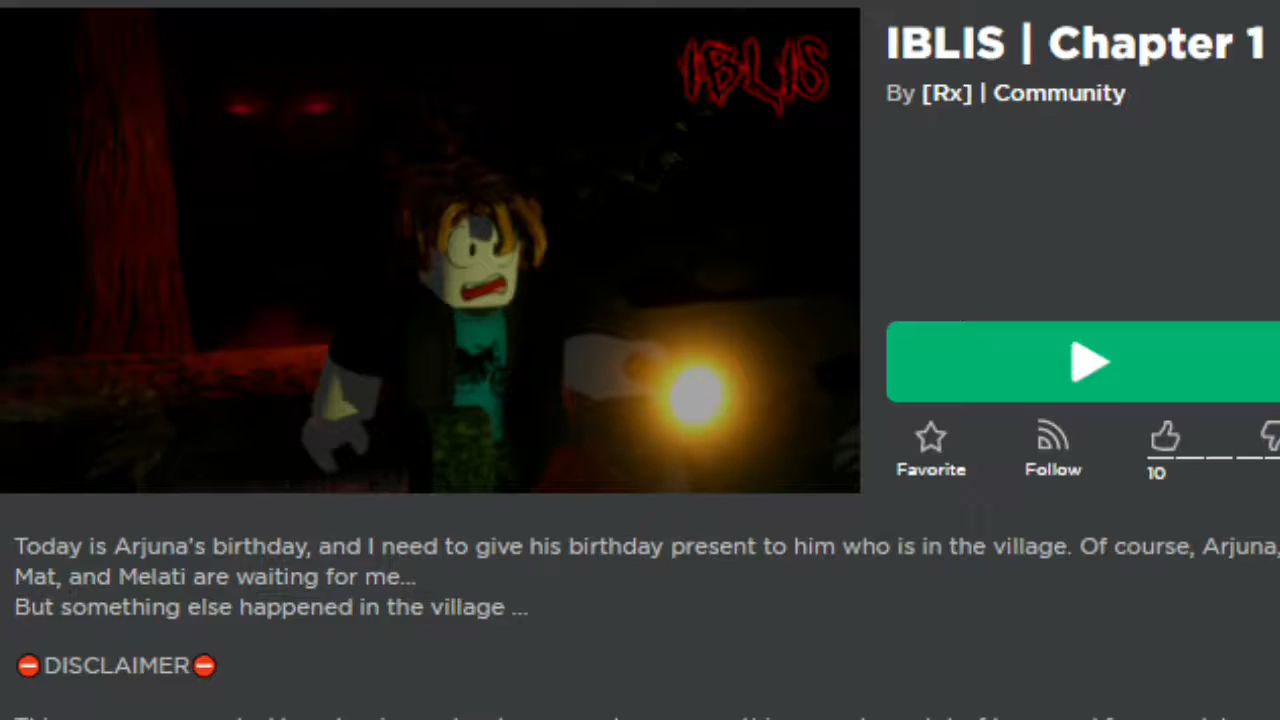 IBLIS
IBLIS | Chapter 1
By [Rx] | Community
Favorite
Follow
10
Today is Arjuna's birthday, and I need to give his birthday present to him who is in the village. Of course, Arjuna,
Mat, and Melati are waiting for me...
But something else happened in the village ...
⛔DISCLAIMER⛔